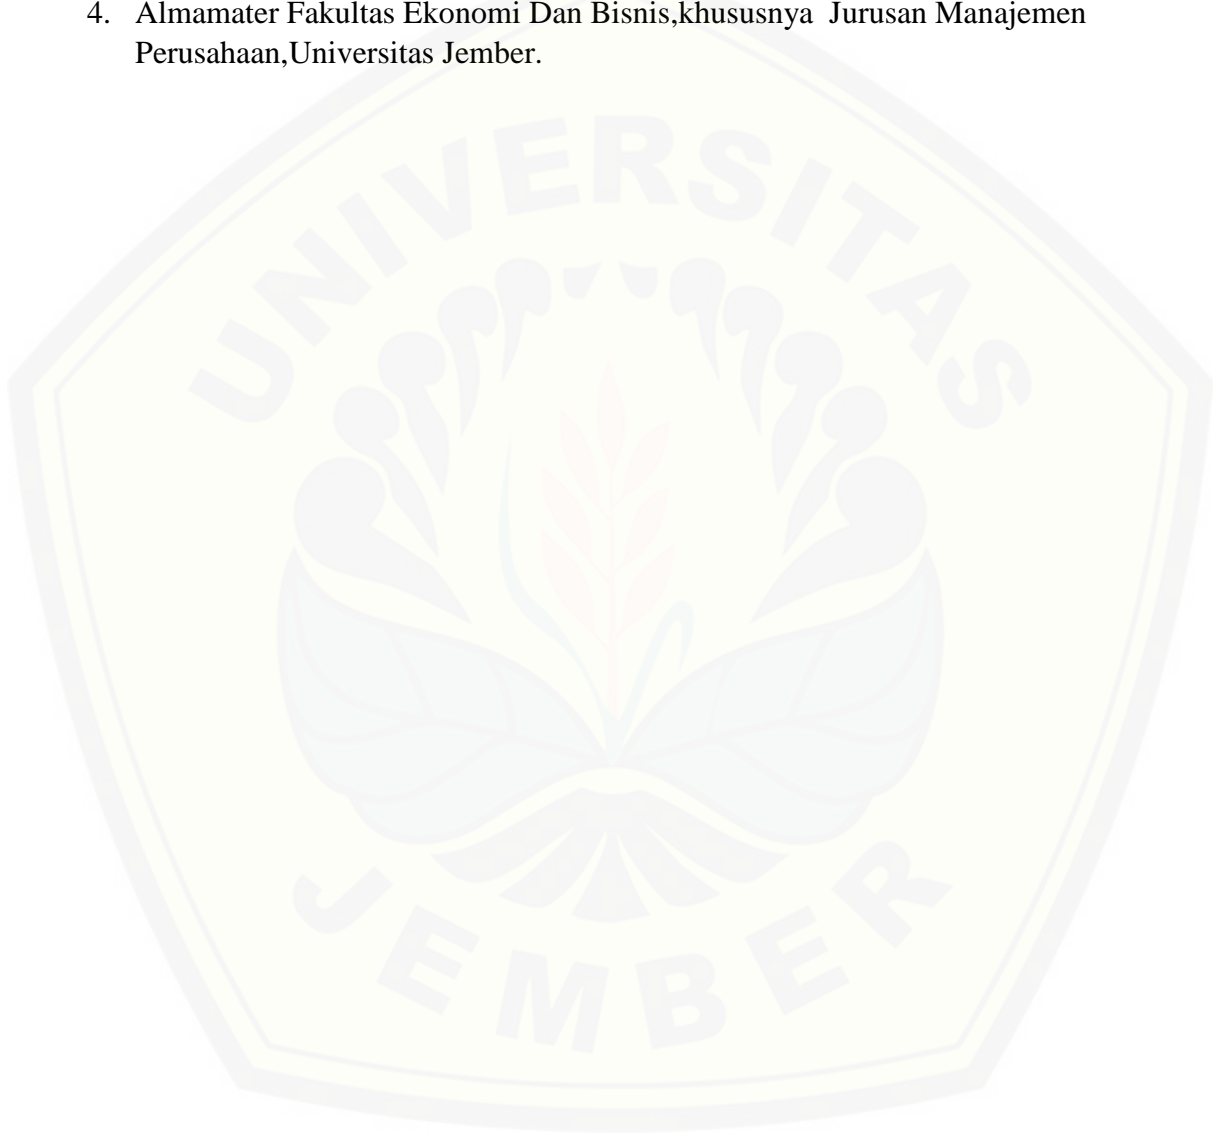 4. Almamater Fakultas Ekonomi Dan Bisnis,khususnya  Jurusan Manajemen
Perusahaan,Universitas Jember.
UNIVERSITAS
JEMBER